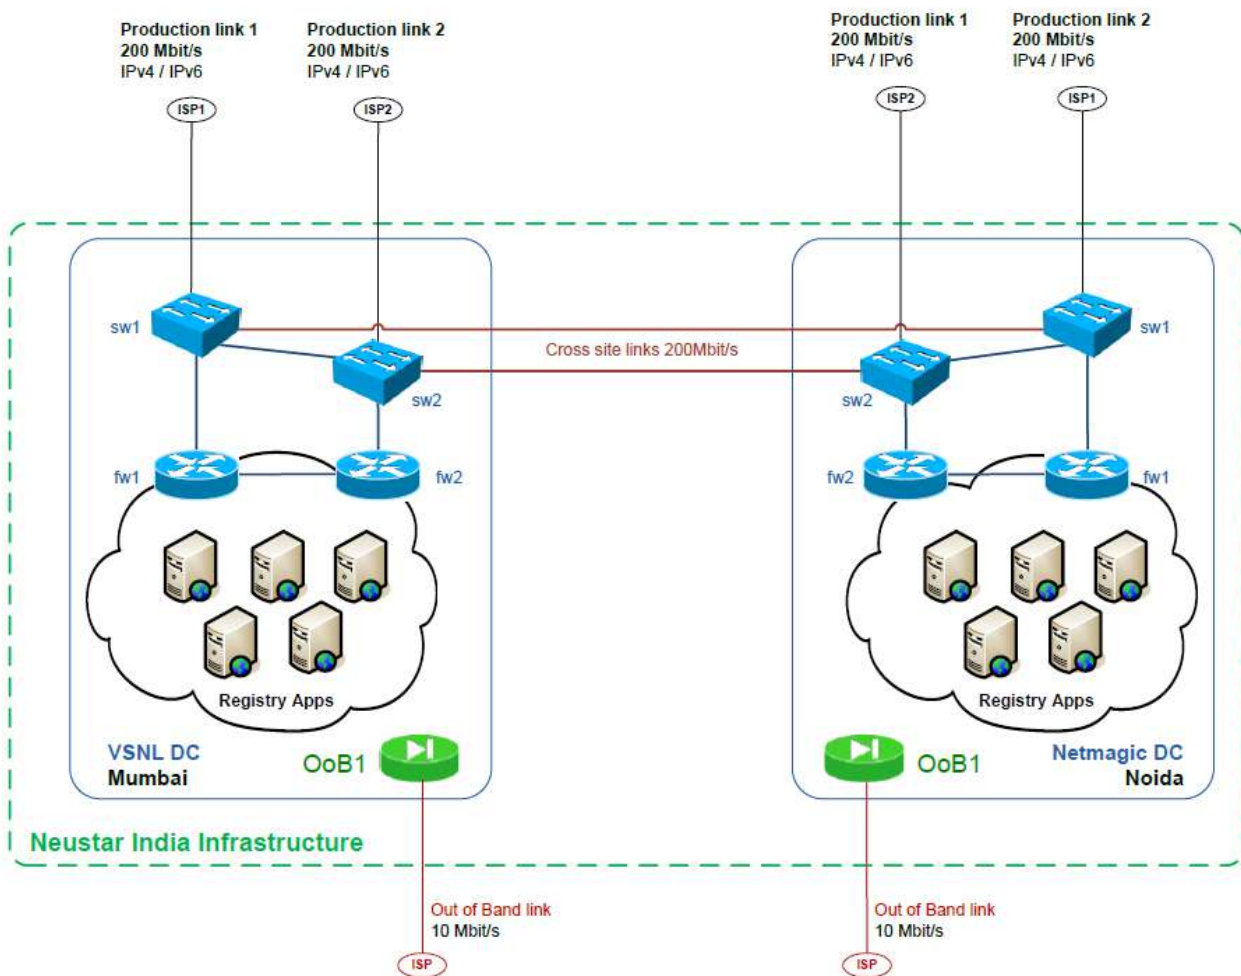 Production link 1
200 Mbit/s
IPv4 / IPv6
Production link 2
200 Mbit/s
IPv4 / IPv6
Production link 1
200 Mbit/s
IPv4 / IPv6
Production link 2
200 Mbit/s
IPv4 / IPv6
ISP1
ISP2
ISP2
ISP1
sw1
sw2
Cross site links 200Mbit/s
sw2
sw1
fw1
fw2
fw2
fw1
Registry Apps
Registry Apps
VSNL DC
Mumbai
OoB1
OoB1
Netmagic DC
Noida
Neustar India Infrastructure
Out of Band link
10 Mbit/s
Out of Band link
10 Mbit/s
ISP
ISP